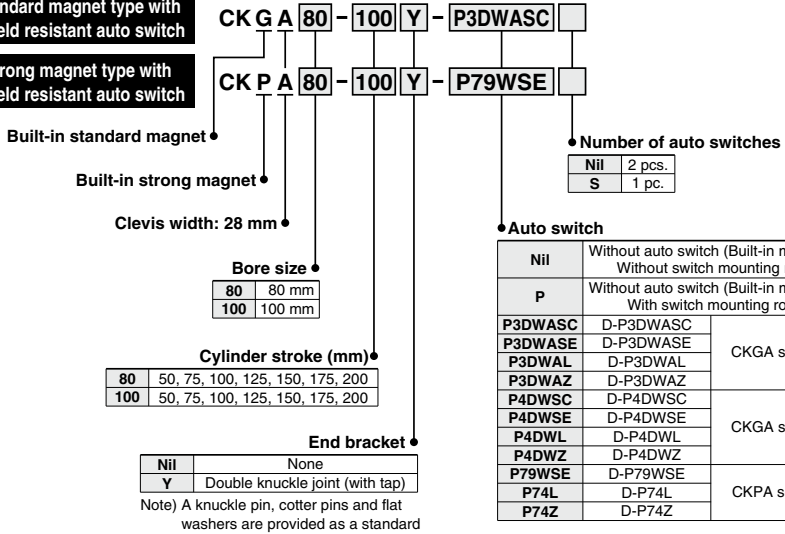 ndard magnet type with
eld resistant auto switch
CKGA80-100Y-P3DWASC
rong magnet type with
eld resistant auto switch
CKPA80-100Y-P79WSE
Built-in standard magnet
Built-in strong magnet
Clevis width: 28 mm
Bore size
80 80 mm
100 100 mm
Cylinder stroke (mm)
80 50, 75, 100, 125, 150, 175, 200
100 50, 75, 100, 125, 150, 175, 200
End bracket
Nil None
Y Double knuckle joint (with tap)
Note) A knuckle pin, cotter pins and flat
washers are provided as a standard
Number of auto switches
Nil 2 pcs.
S 1 pc.
Auto switch
Nil Without auto switch (Built-in m
Without switch mounting
P Without auto switch (Built-in m
With switch mounting ro
P3DWASC D-P3DWASC CKGA s
P3DWASE D-P3DWASE
P3DWAL D-P3DWAL
P3DWAZ D-P3DWAZ
P4DWSC D-P4DWSC CKGA s
P4DWSE D-P4DWSE
P4DWL D-P4DWL
P4DWZ D-P4DWZ
P79WSE D-P79WSE CKPA s
P74L D-P74L
P74Z D-P74Z